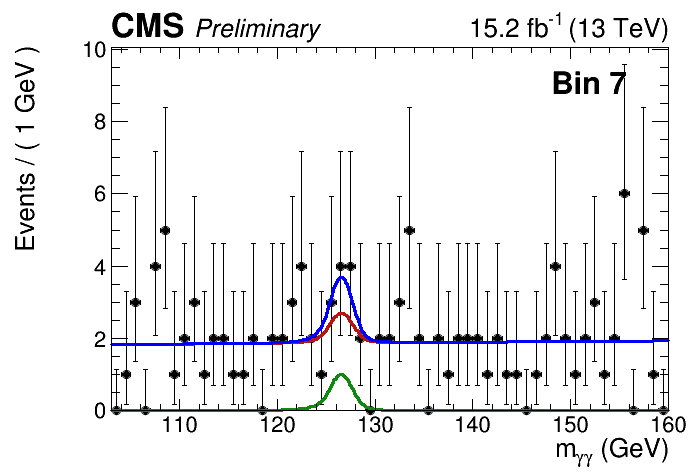 CMS Preliminary 15.2 fb⁻¹ (13 TeV)
Events / ( 1 GeV )
Bin 7
10
8
6
4
2
0
110 120 130 140 150 160
mγγ (GeV)